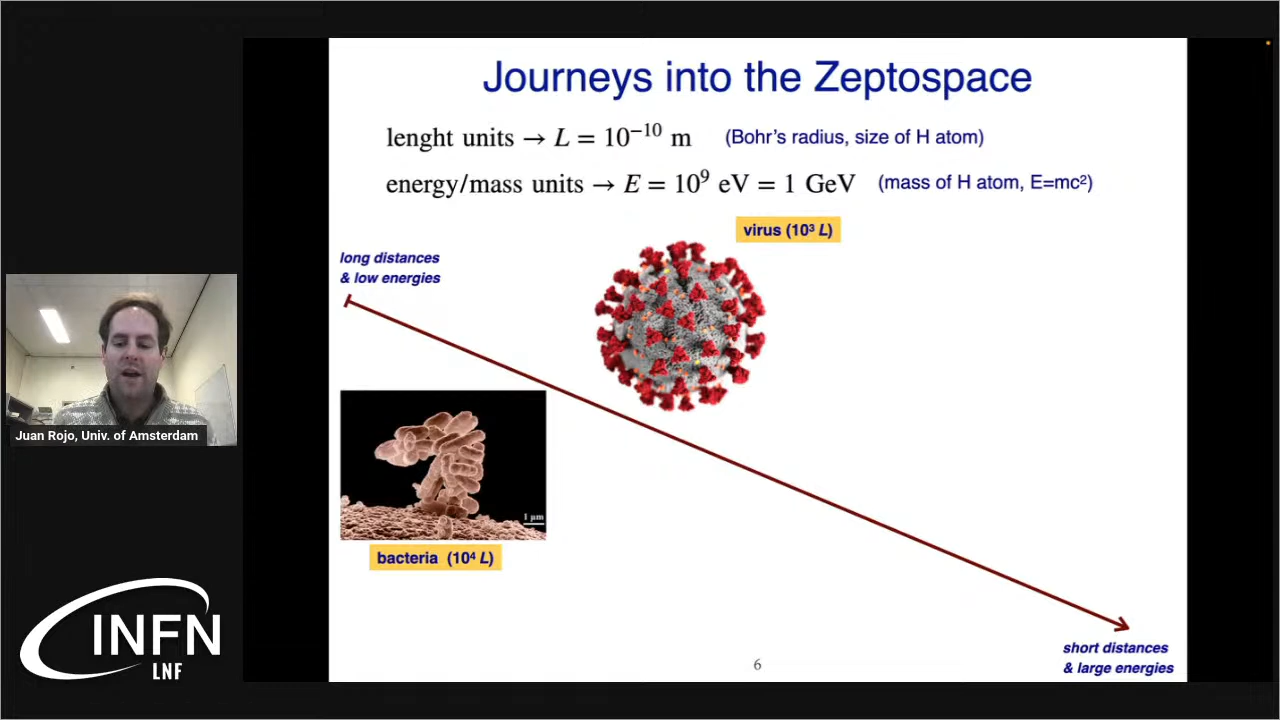 Journeys into the Zeptospace
lenght units → L = 10⁻¹⁰ m (Bohr's radius, size of H atom)
energy/mass units → E = 10⁹ eV = 1 GeV (mass of H atom, E=mc²)
virus (10³ L)
long distances
& low energies
1 µm
bacteria (10⁴ L)
short distances
& large energies
6
Juan Rojo, Univ. of Amsterdam
INFN
LNF